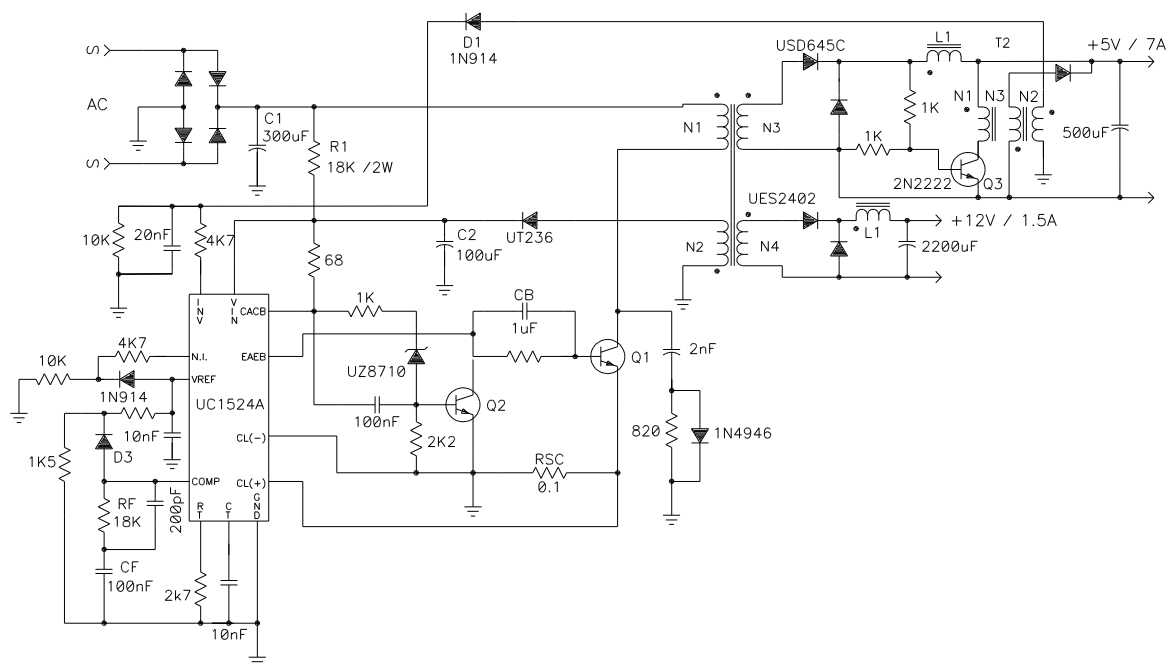 S
D1
1N914
USD645C
L1
T2
+5V / 7A
AC
C1
300uF
N1
N3
1K
N1
N3
N2
500uF
R1
18K /2W
1K
2N2222
Q3
S
10K
20nF
4K7
C2
100uF
UT236
N2
UES2402
N4
L1
+12V / 1.5A
2200uF
68
INV
VIN
CACB
1K
CB
1uF
4K7
N.I.
EAEB
Q1
2nF
10K
1N914
VREF
UC1524A
UZ8710
Q2
100nF
10nF
CL(-)
2K2
820
1N4946
1K5
D3
RSC
0.1
COMP
CL(+)
RF
18K
200pF
RT
CT
GND
CF
100nF
2k7
10nF